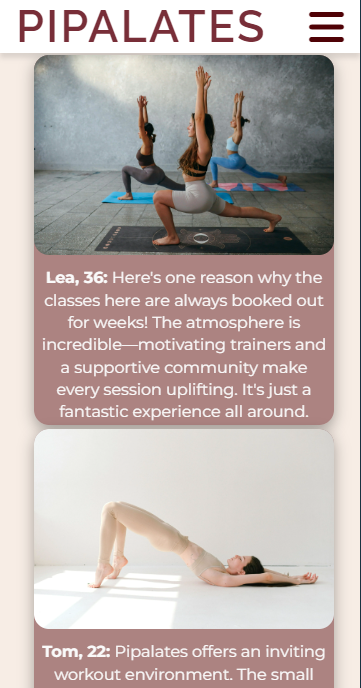 PIPALATES
Lea, 36: Here's one reason why the
classes here are always booked out
for weeks! The atmosphere is
incredible—motivating trainers and
a supportive community make
every session uplifting. It's just a
fantastic experience all around.
Tom, 22: Pipalates offers an inviting
workout environment. The small